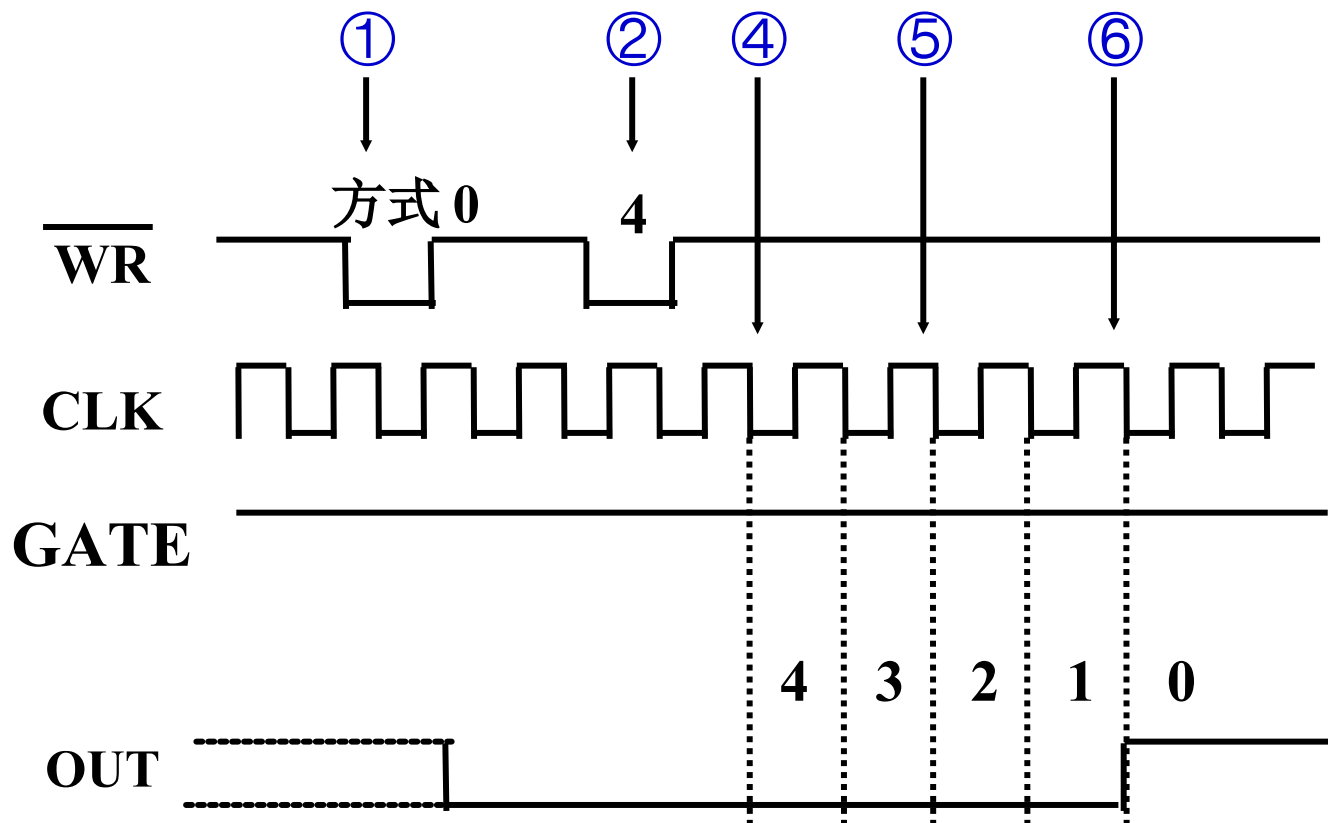 ① ② ④ ⑤ ⑥
方式 0 4
WR
CLK
GATE
4 3 2 1 0
OUT